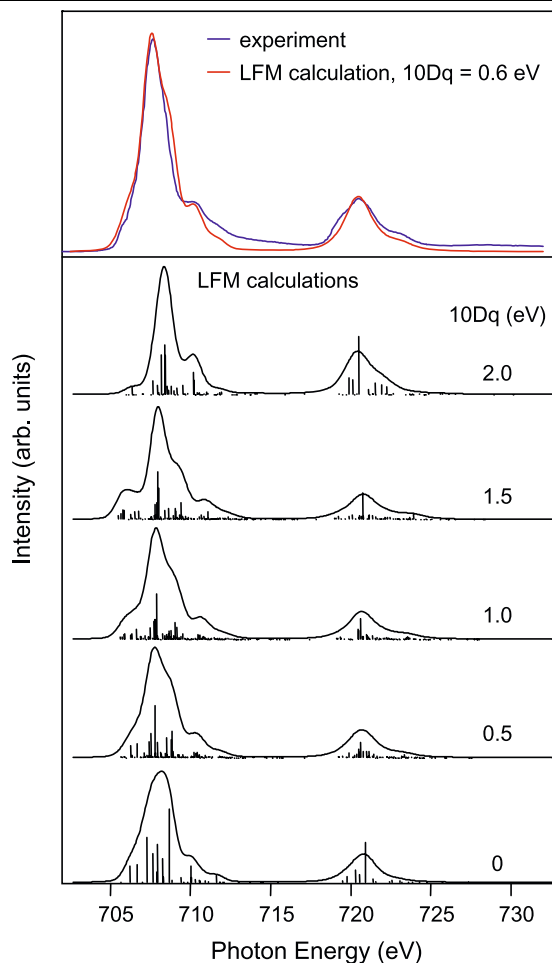 experiment
LFM calculation, 10Dq = 0.6 eV
LFM calculations
10Dq (eV)
2.0
1.5
1.0
0.5
0
Intensity (arb. units)
705 710 715 720 725 730
Photon Energy (eV)